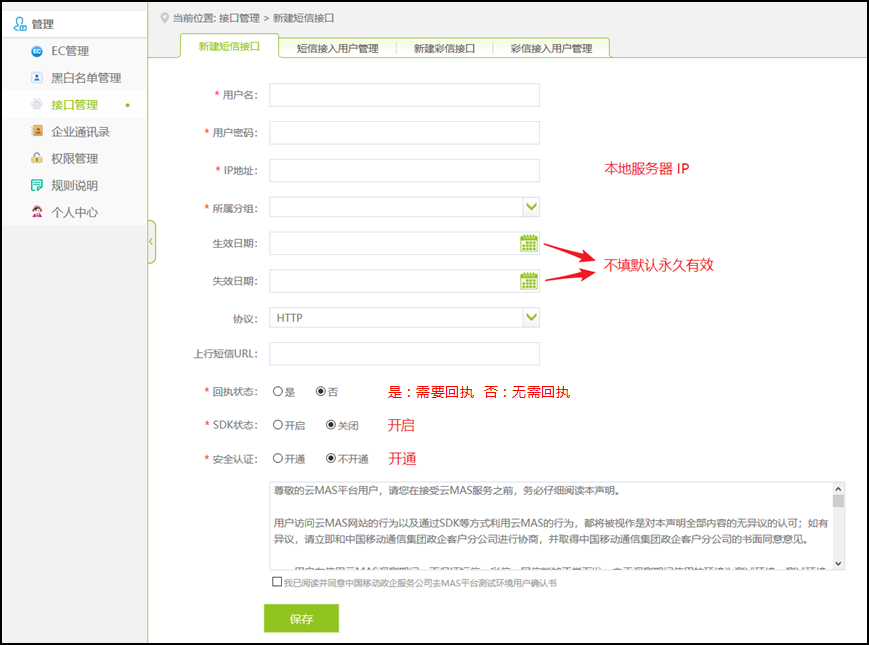 管理
EC管理
黑白名单管理
接口管理
企业通讯录
权限管理
规则说明
个人中心
当前位置: 接口管理 > 新建短信接口
新建短信接口 短信接入用户管理 新建彩信接口 彩信接入用户管理
* 用户名:
* 用户密码:
* IP地址: 本地服务器 IP
* 所属分组:
生效日期:
不填默认永久有效
失效日期:
协议: HTTP
上行短信URL:
* 回执状态: 是 否 是：需要回执 否：无需回执
* SDK状态: 开启 关闭 开启
* 安全认证: 开通 不开通 开通
尊敬的云MAS平台用户，请您在接受云MAS服务之前，务必仔细阅读本声明。
用户访问云MAS网站的行为以及通过SDK等方式利用云MAS的行为，都将被视作是对本声明全部内容的无异议的认可；如有
异议，请立即和中国移动通信集团政企客户分公司进行协商，并取得中国移动通信集团政企客户分公司的书面同意意见。
我已阅读并同意中国移动政企服务公司去MAS平台测试环境用户确认书
保存